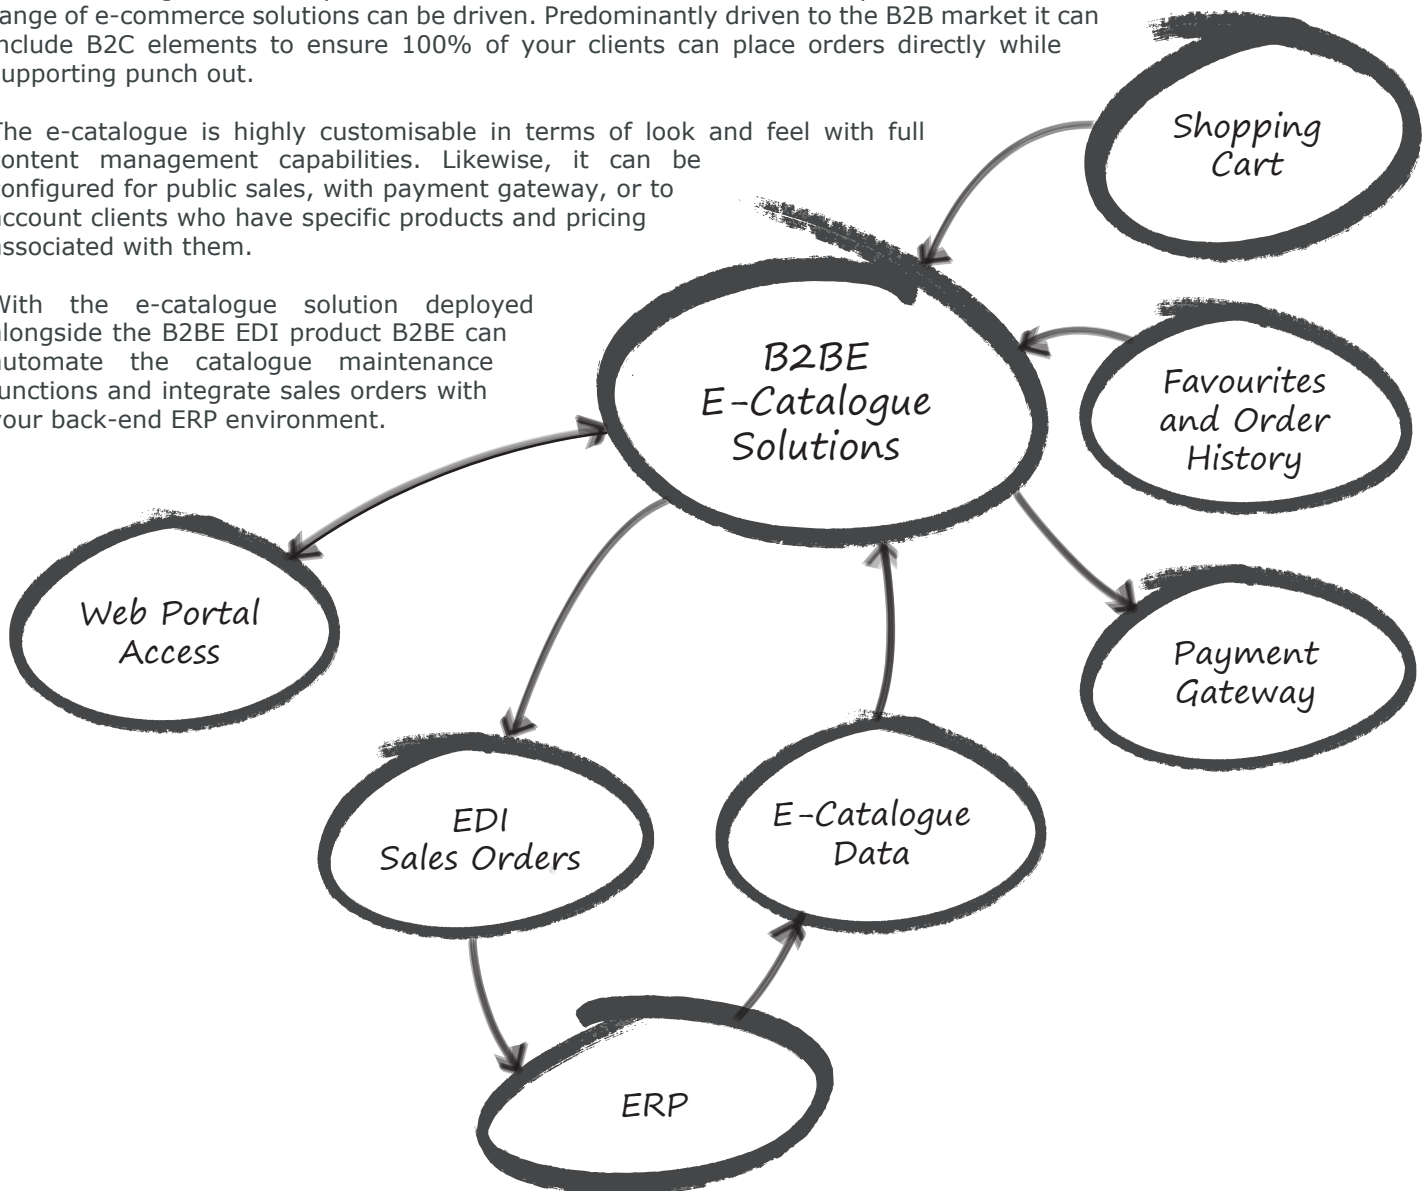 range of e-commerce solutions can be driven. Predominantly driven to the B2B market it can
nclude B2C elements to ensure 100% of your clients can place orders directly while
upporting punch out.
The e-catalogue is highly customisable in terms of look and feel with full
content management capabilities. Likewise, it can be
configured for public sales, with payment gateway, or to
account clients who have specific products and pricing
associated with them.
With the e-catalogue solution deployed
alongside the B2BE EDI product B2BE can
automate the catalogue maintenance
functions and integrate sales orders with
your back-end ERP environment.
Shopping
Cart
B2BE
E-Catalogue
Solutions
Favourites
and Order
History
Web Portal
Access
Payment
Gateway
EDI
Sales Orders
E-Catalogue
Data
ERP